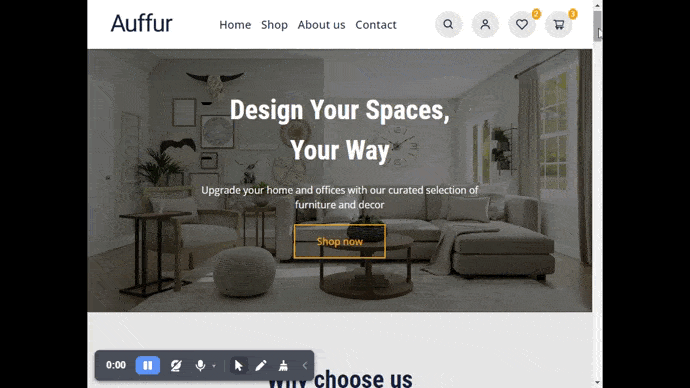 Auffur
Home Shop About us Contact
2
3
Design Your Spaces,
Your Way
Upgrade your home and offices with our curated selection of
furniture and decor
Shop now
Why choose us
0:00